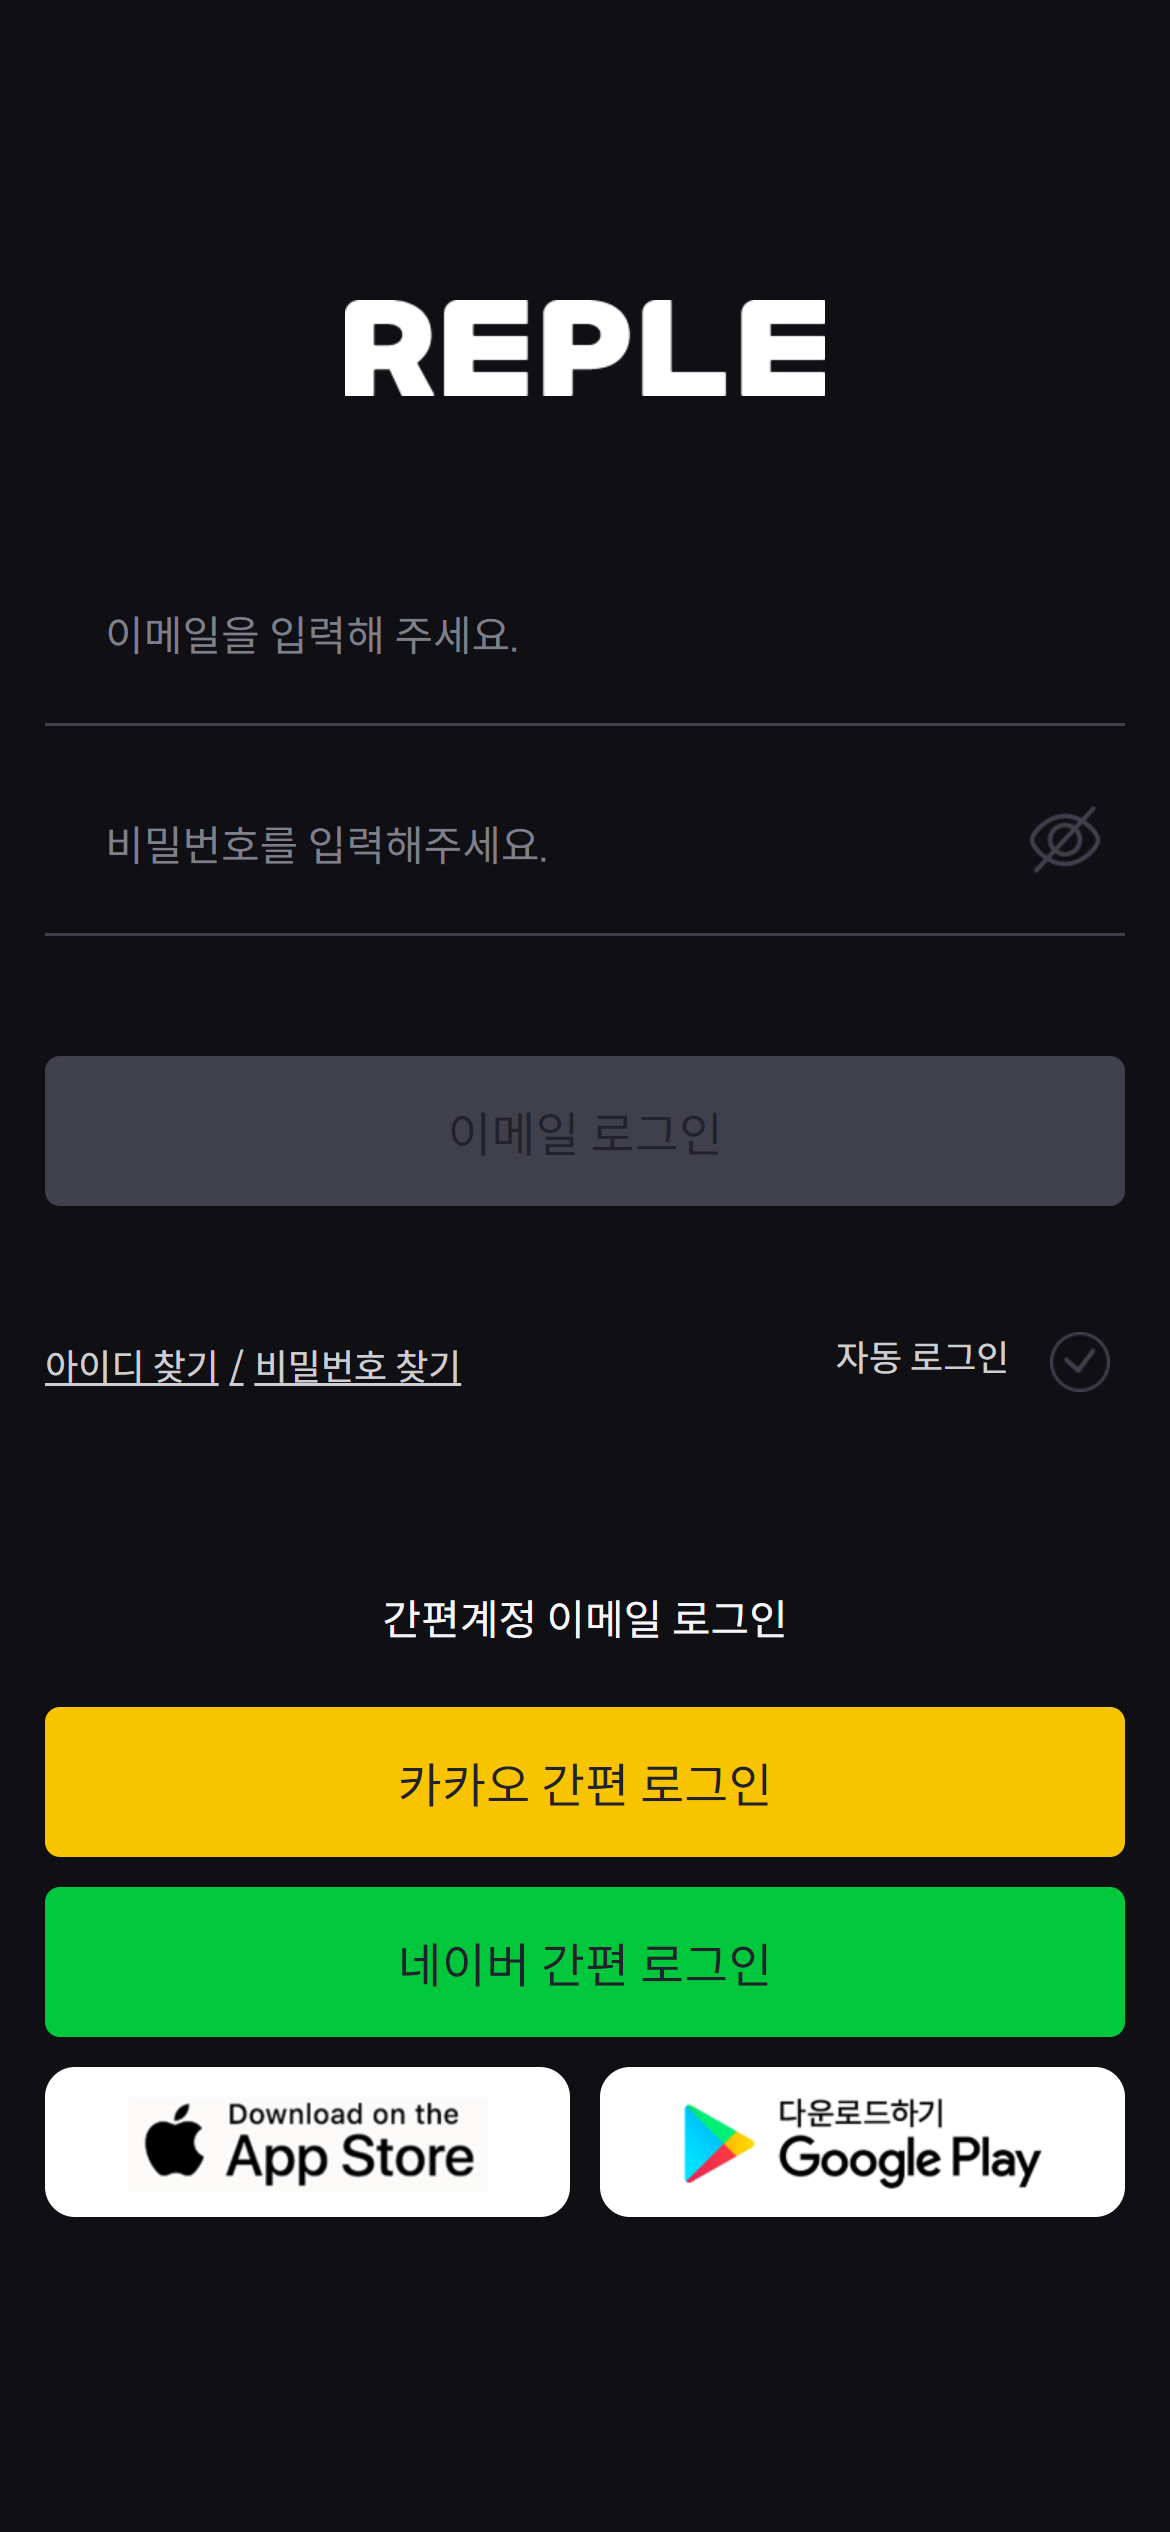 REPLE
이메일을 입력해 주세요.
비밀번호를 입력해주세요.
이메일 로그인
아이디 찾기 / 비밀번호 찾기
자동 로그인
간편계정 이메일 로그인
카카오 간편 로그인
네이버 간편 로그인
Download on the
App Store
다운로드하기
Google Play